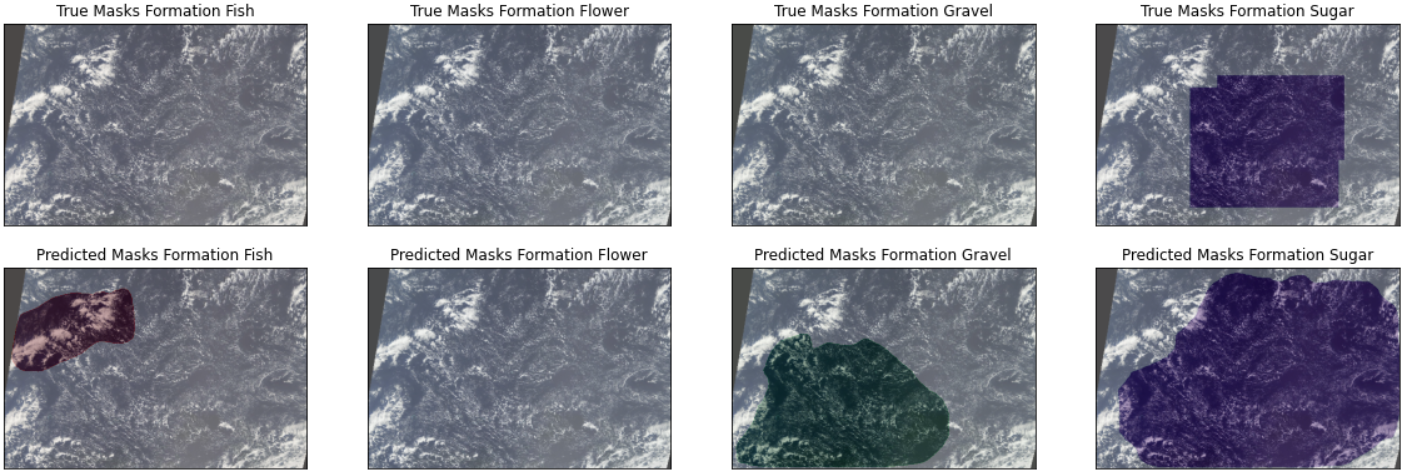 True Masks Formation Fish
True Masks Formation Flower
True Masks Formation Gravel
True Masks Formation Sugar
Predicted Masks Formation Fish
Predicted Masks Formation Flower
Predicted Masks Formation Gravel
Predicted Masks Formation Sugar